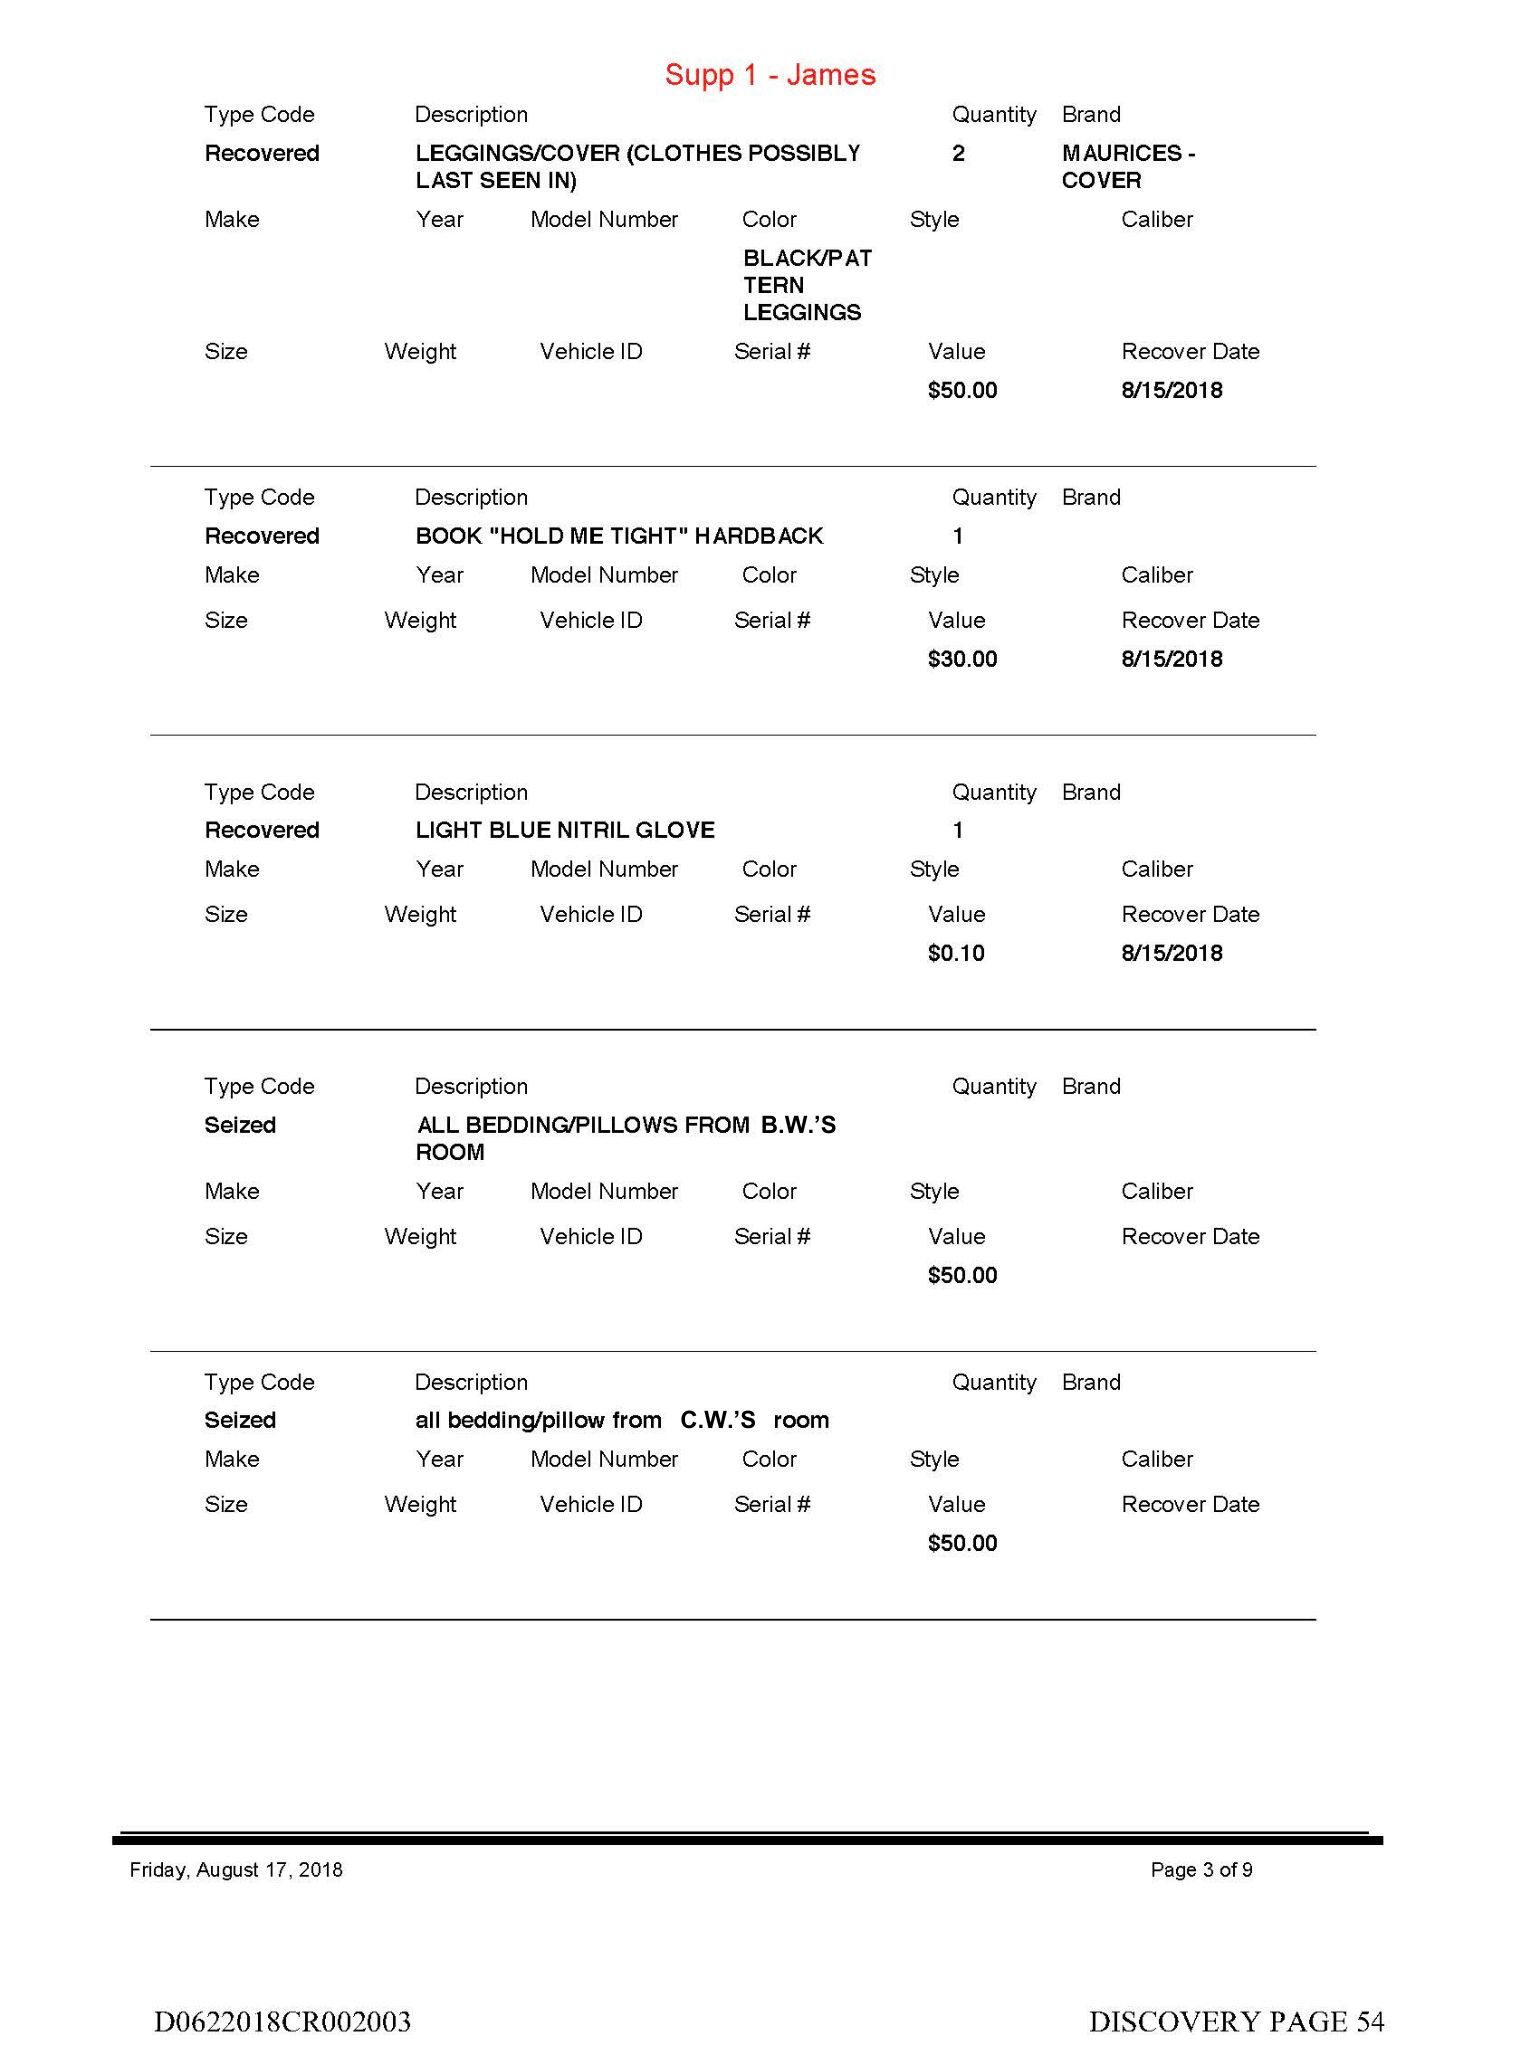 Supp 1 - James
Type Code Description Quantity Brand
Recovered LEGGINGS/COVER (CLOTHES POSSIBLY 2 MAURICES -
LAST SEEN IN) COVER
Make Year Model Number Color Style Caliber
BLACK/PAT
TERN
LEGGINGS
Size Weight Vehicle ID Serial # Value Recover Date
$50.00 8/15/2018
Type Code Description Quantity Brand
Recovered BOOK "HOLD ME TIGHT" HARDBACK 1
Make Year Model Number Color Style Caliber
Size Weight Vehicle ID Serial # Value Recover Date
$30.00 8/15/2018
Type Code Description Quantity Brand
Recovered LIGHT BLUE NITRIL GLOVE 1
Make Year Model Number Color Style Caliber
Size Weight Vehicle ID Serial # Value Recover Date
$0.10 8/15/2018
Type Code Description Quantity Brand
Seized ALL BEDDING/PILLOWS FROM B.W.'S
ROOM
Make Year Model Number Color Style Caliber
Size Weight Vehicle ID Serial # Value Recover Date
$50.00
Type Code Description Quantity Brand
Seized all bedding/pillow from C.W.'S room
Make Year Model Number Color Style Caliber
Size Weight Vehicle ID Serial # Value Recover Date
$50.00
Friday, August 17, 2018 Page 3 of 9
D0622018CR002003 DISCOVERY PAGE 54